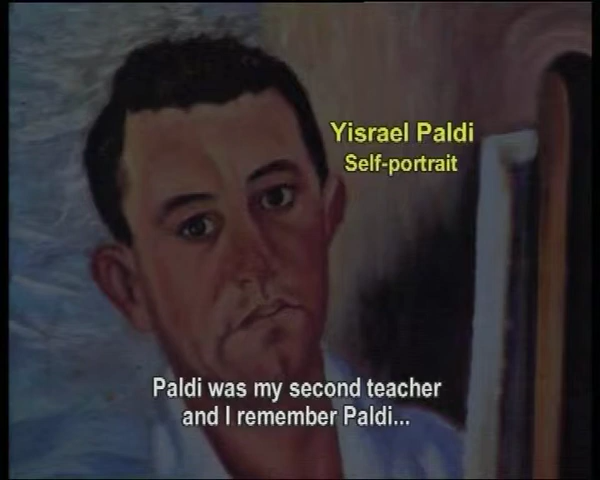 Yisrael Paldi
Self-portrait
Paldi was my second teacher
and I remember Paldi...